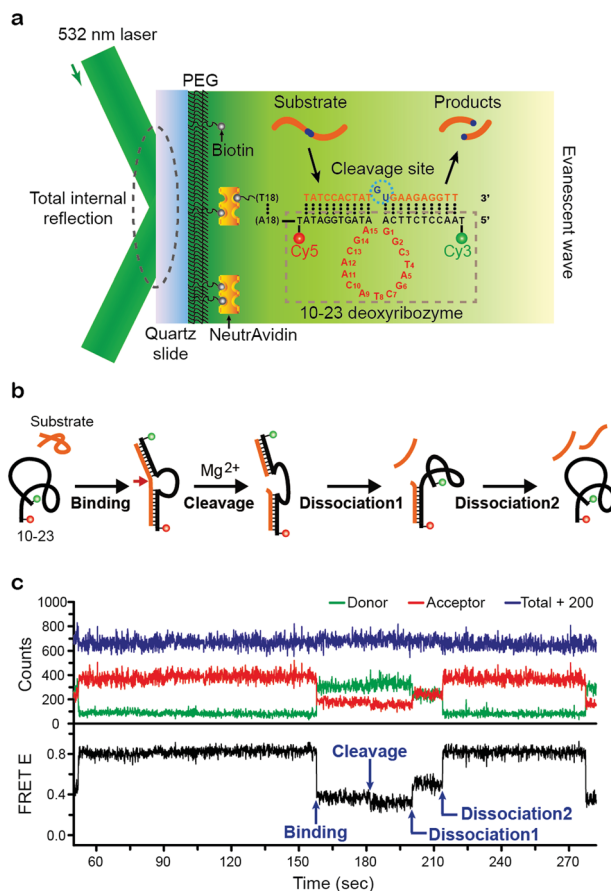 a
532 nm laser
PEG
Substrate
Products
Biotin
Cleavage site
Total internal
reflection
(T18)
TATCCACTAT
G
U
GAAGAGGTT
3'
(A18)
TATAGGTGATA
ACTTCTCCAAT
5'
Cy5
Cy3
A15
G1
G14
G2
C13
C3
A12
T4
A11
A5
C10
G6
A9
T8
C7
10-23 deoxyribozyme
NeutrAvidin
Quartz
slide
Evanescent wave
b
Substrate
10-23
Binding
Mg2+
Cleavage
Dissociation1
Dissociation2
c
Donor
Acceptor
Total + 200
Counts
1000
800
600
400
200
0
FRET E
0.8
0.4
0.0
Cleavage
Binding
Dissociation1
Dissociation2
60
90
120
150
180
210
240
270
Time (sec)